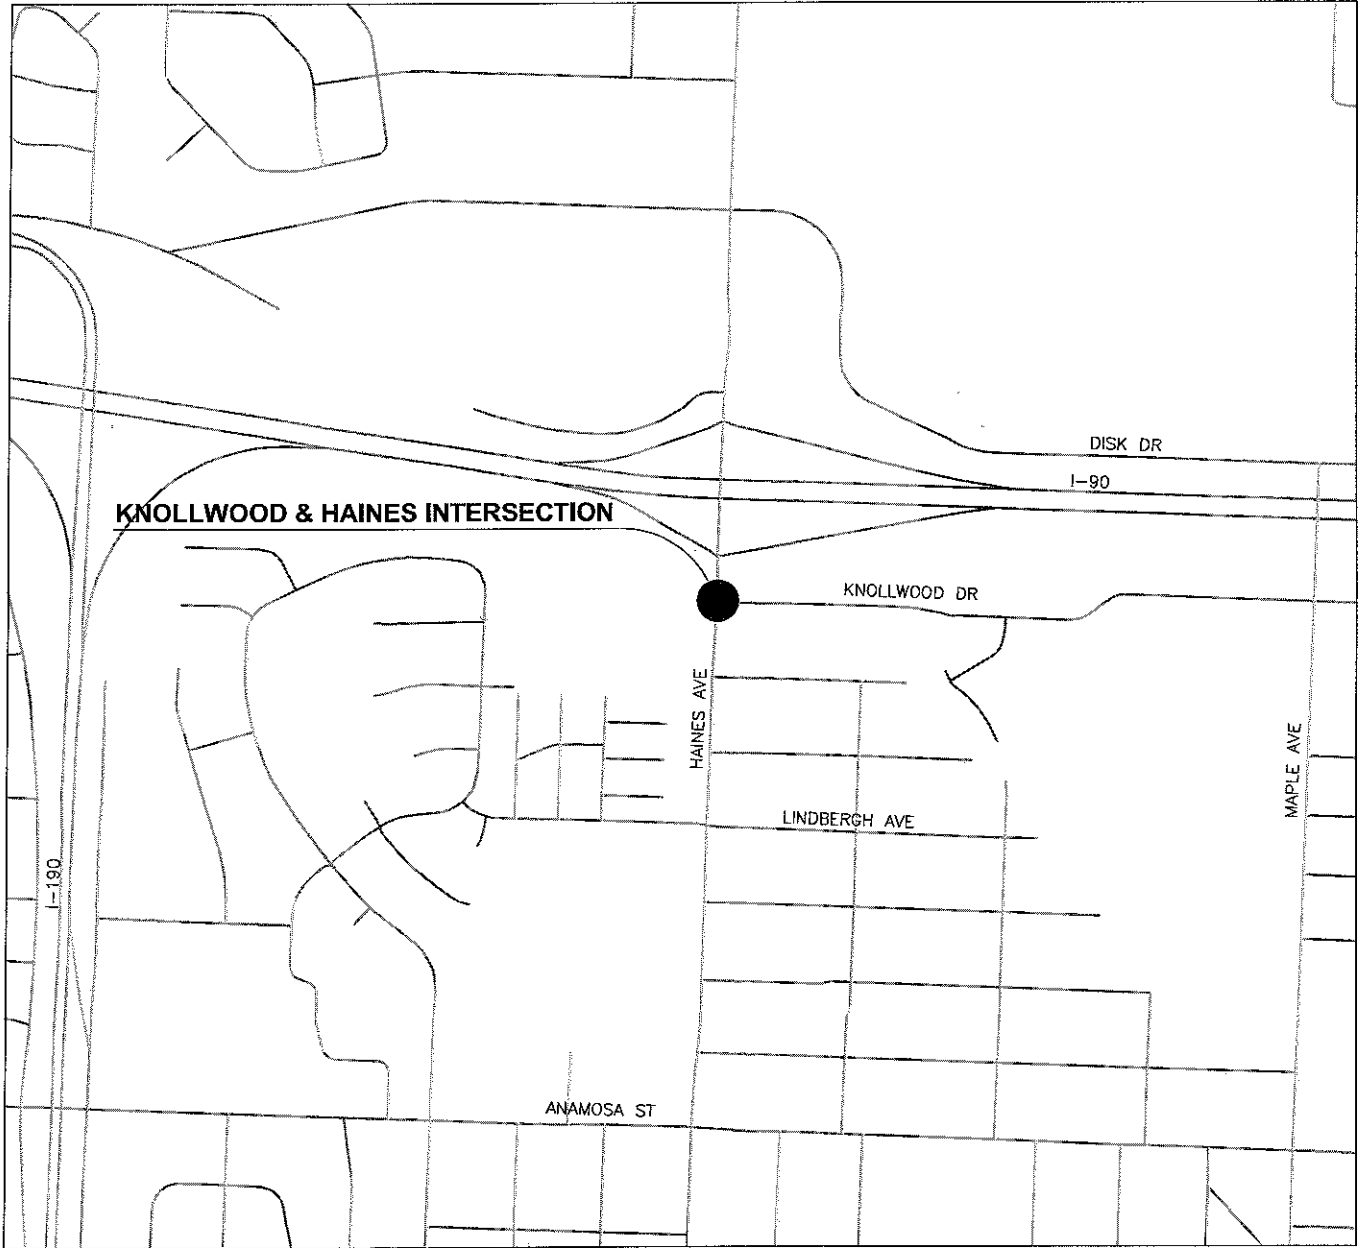 DISK DR
I-90
KNOLLWOOD & HAINES INTERSECTION
KNOLLWOOD DR
HAINES AVE
MAPLE AVE
LINDBERGH AVE
I-190
ANAMOSA ST